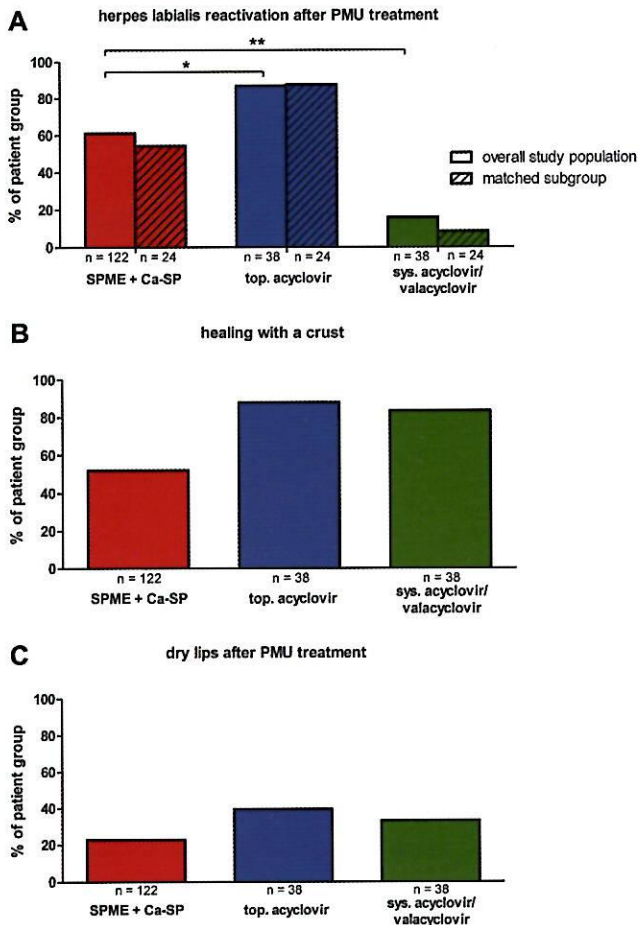 A
herpes labialis reactivation after PMU treatment
**
*
% of patient group
100
80
60
40
20
0
overall study population
matched subgroup
n = 122 n = 24 n = 38 n = 24 n = 38 n = 24
SPME + Ca-SP top. acyclovir sys. acyclovir/
valacyclovir
B
healing with a crust
% of patient group
100
80
60
40
20
0
n = 122 n = 38 n = 38
SPME + Ca-SP top. acyclovir sys. acyclovir/
valacyclovir
C
dry lips after PMU treatment
% of patient group
100
80
60
40
20
0
n = 122 n = 38 n = 38
SPME + Ca-SP top. acyclovir sys. acyclovir/
valacyclovir